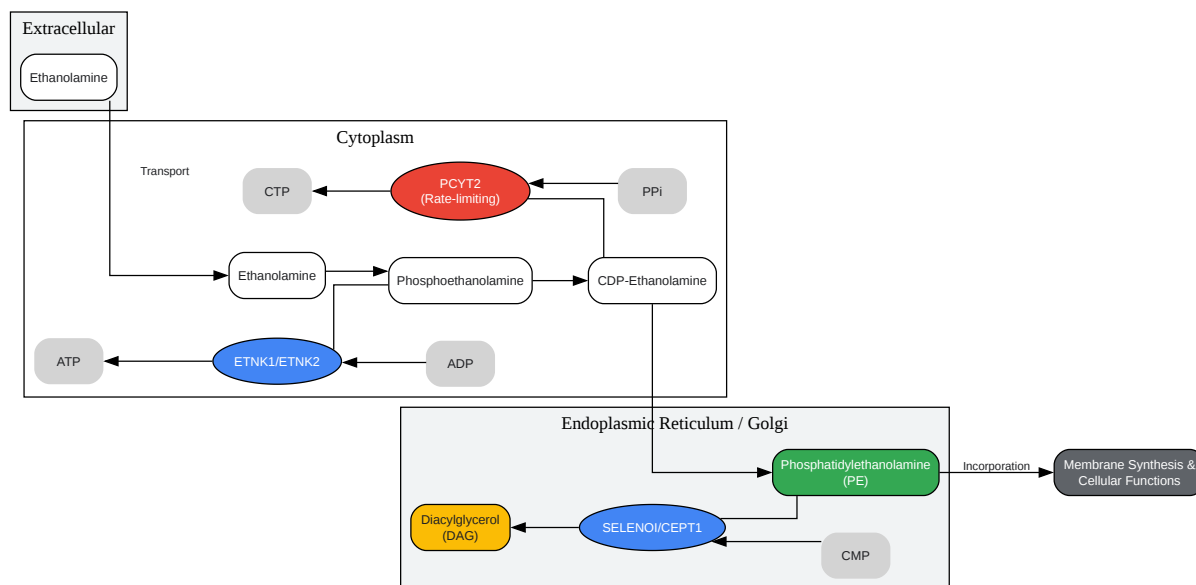 Extracellular
Ethanolamine
Cytoplasm
Transport
CTP
PCYT2
(Rate-limiting)
PPi
Ethanolamine
Phosphoethanolamine
CDP-Ethanolamine
ATP
ETNK1/ETNK2
ADP
Endoplasmic Reticulum / Golgi
Phosphatidylethanolamine
(PE)
Incorporation
Membrane Synthesis &
Cellular Functions
Diacylglycerol
(DAG)
SELENOI/CEPT1
CMP